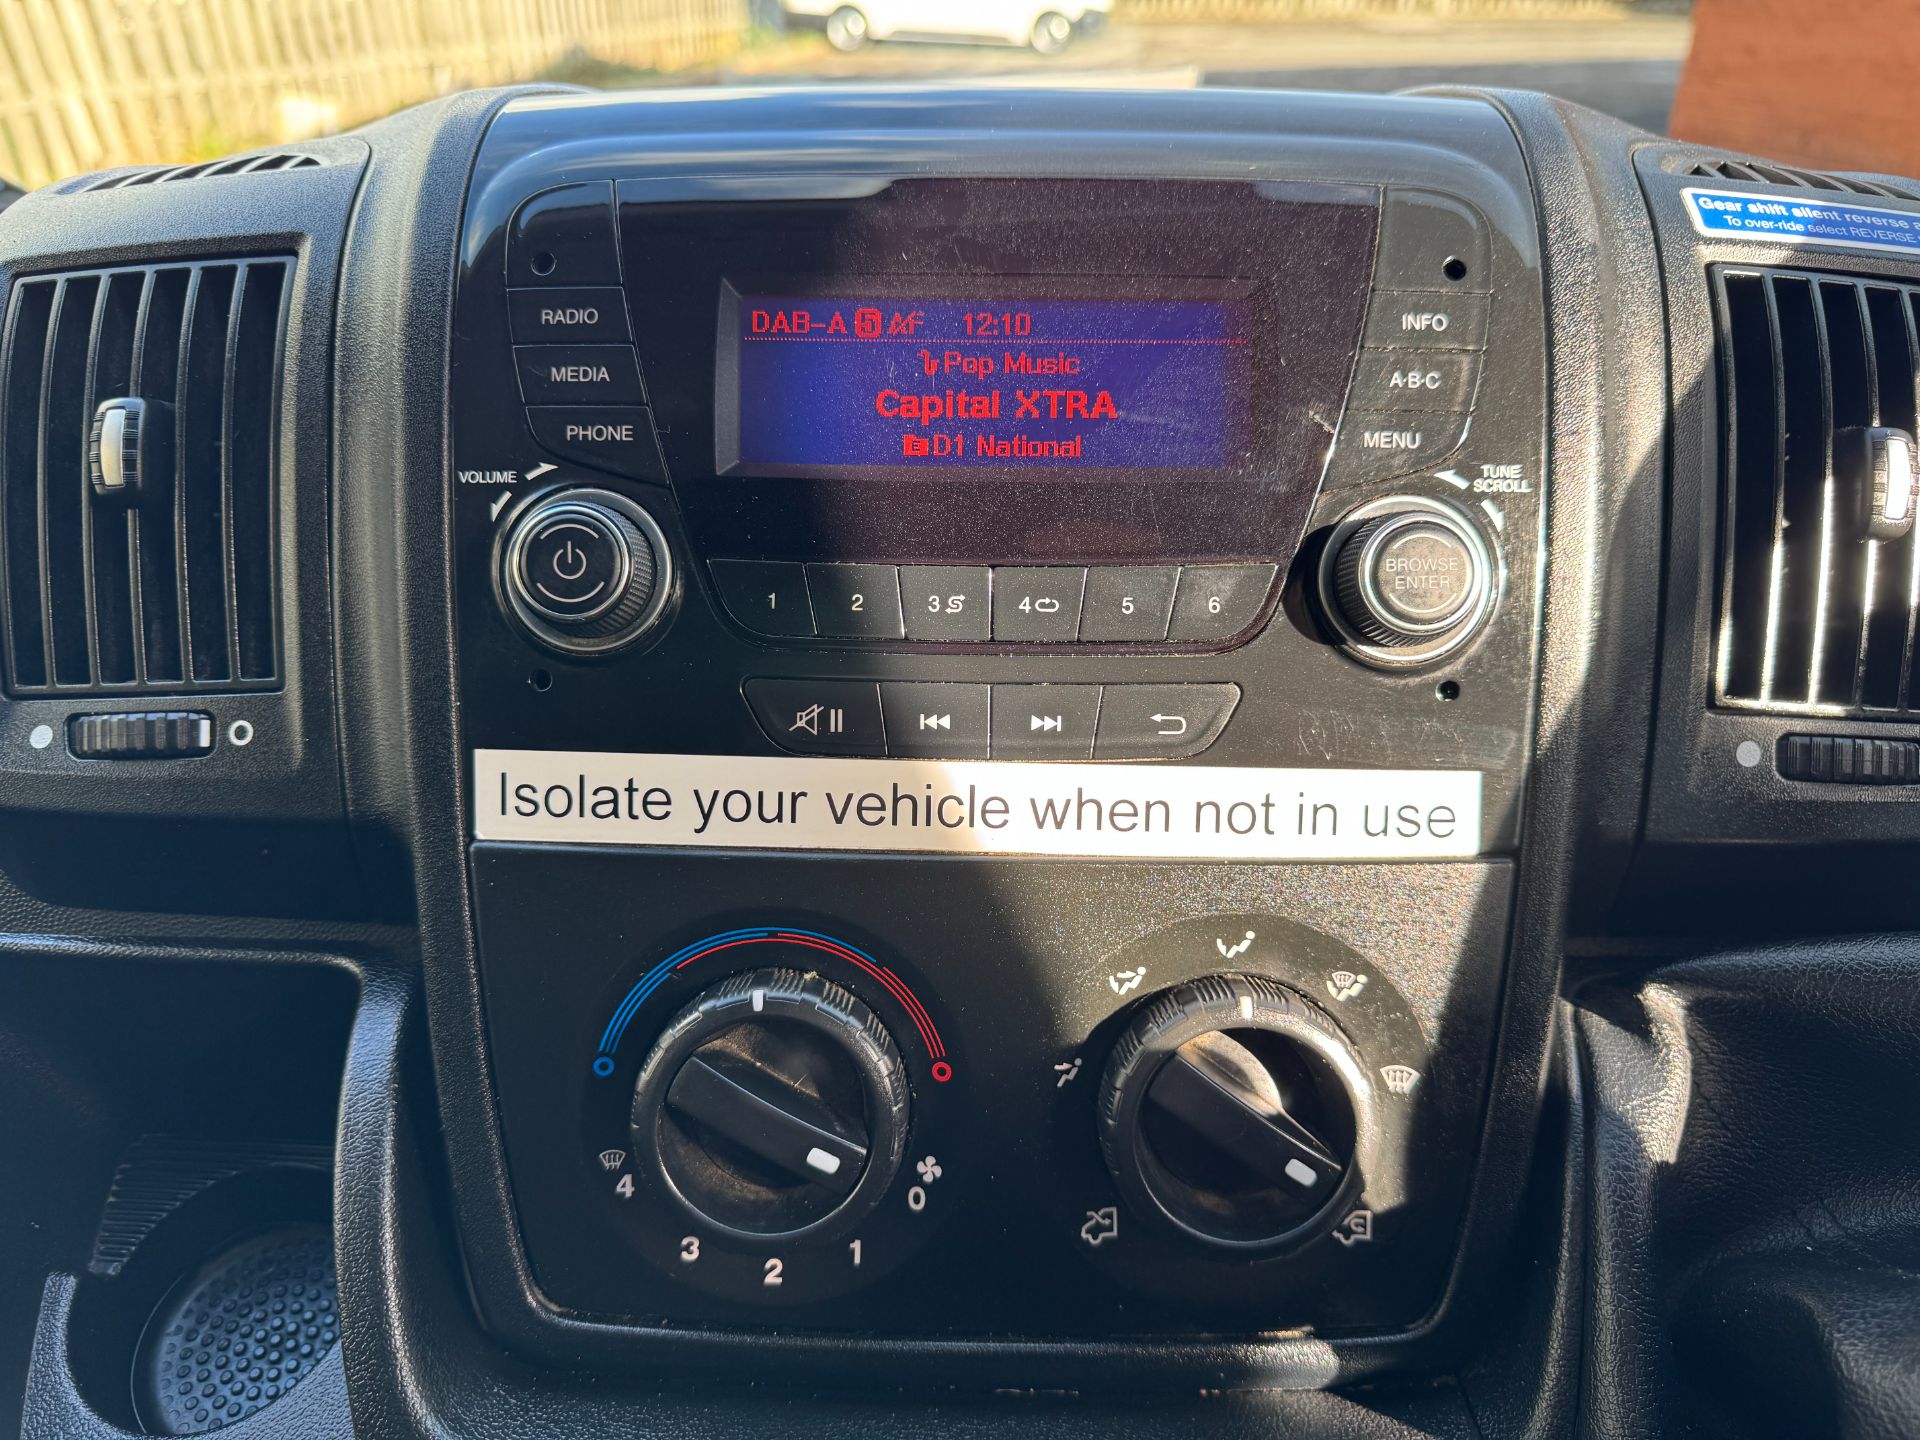 Gear shift silent reverse
To over-ride select REVERSE
RADIO
MEDIA
PHONE
VOLUME
DAB-A 5 AF 12:10
Pop Music
Capital XTRA
D1 National
INFO
A·B·C
MENU
TUNE
SCROLL
BROWSE
ENTER
1 2 3 4 5 6
Isolate your vehicle when not in use
4 3 2 1 0